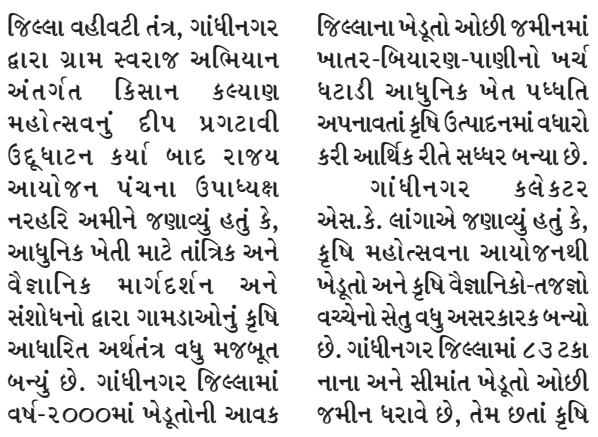 જિલ્લા વહીવટી તંત્ર, ગાંધીનગર
દ્વારા ગ્રામ સ્વરાજ અભિયાન
અંતર્ગત કિસાન કલ્યાણ
મહોત્સવનું દીપ પ્રગટાવી
ઉદ્દ્ઘાટન કર્યા બાદ રાજય
આયોજન પંચના ઉપાધ્યક્ષ
નરહરિ અમીને જણાવ્યું હતું કે,
આધુનિક ખેતી માટે તાંત્રિક અને
વૈજ્ઞાનિક માર્ગદર્શન અને
સંશોધનો દ્વારા ગામડાઓનું કૃષિ
આધારિત અર્થતંત્ર વધુ મજબૂત
બન્યું છે. ગાંધીનગર જિલ્લામાં
વર્ષ-૨૦૦૦માં ખેડૂતોની આવક
જિલ્લાના ખેડૂતો ઓછી જમીનમાં
ખાતર-બિયારણ-પાણીનો ખર્ચ
ઘટાડી આધુનિક ખેત પધ્ધતિ
અપનાવતાં કૃષિ ઉત્પાદનમાં વધારો
કરી આર્થિક રીતે સધ્ધર બન્યા છે.
ગાંધીનગર કલેકટર
એસ.કે. લાંગાએ જણાવ્યું હતું કે,
કૃષિ મહોત્સવના આયોજનથી
ખેડૂતો અને કૃષિ વૈજ્ઞાનિકો-તજજ્ઞો
વચ્ચેનો સેતુ વધુ અસરકારક બન્યો
છે. ગાંધીનગર જિલ્લામાં ૮૩ ટકા
નાના અને સીમાંત ખેડૂતો ઓછી
જમીન ધરાવે છે, તેમ છતાં કૃષિ